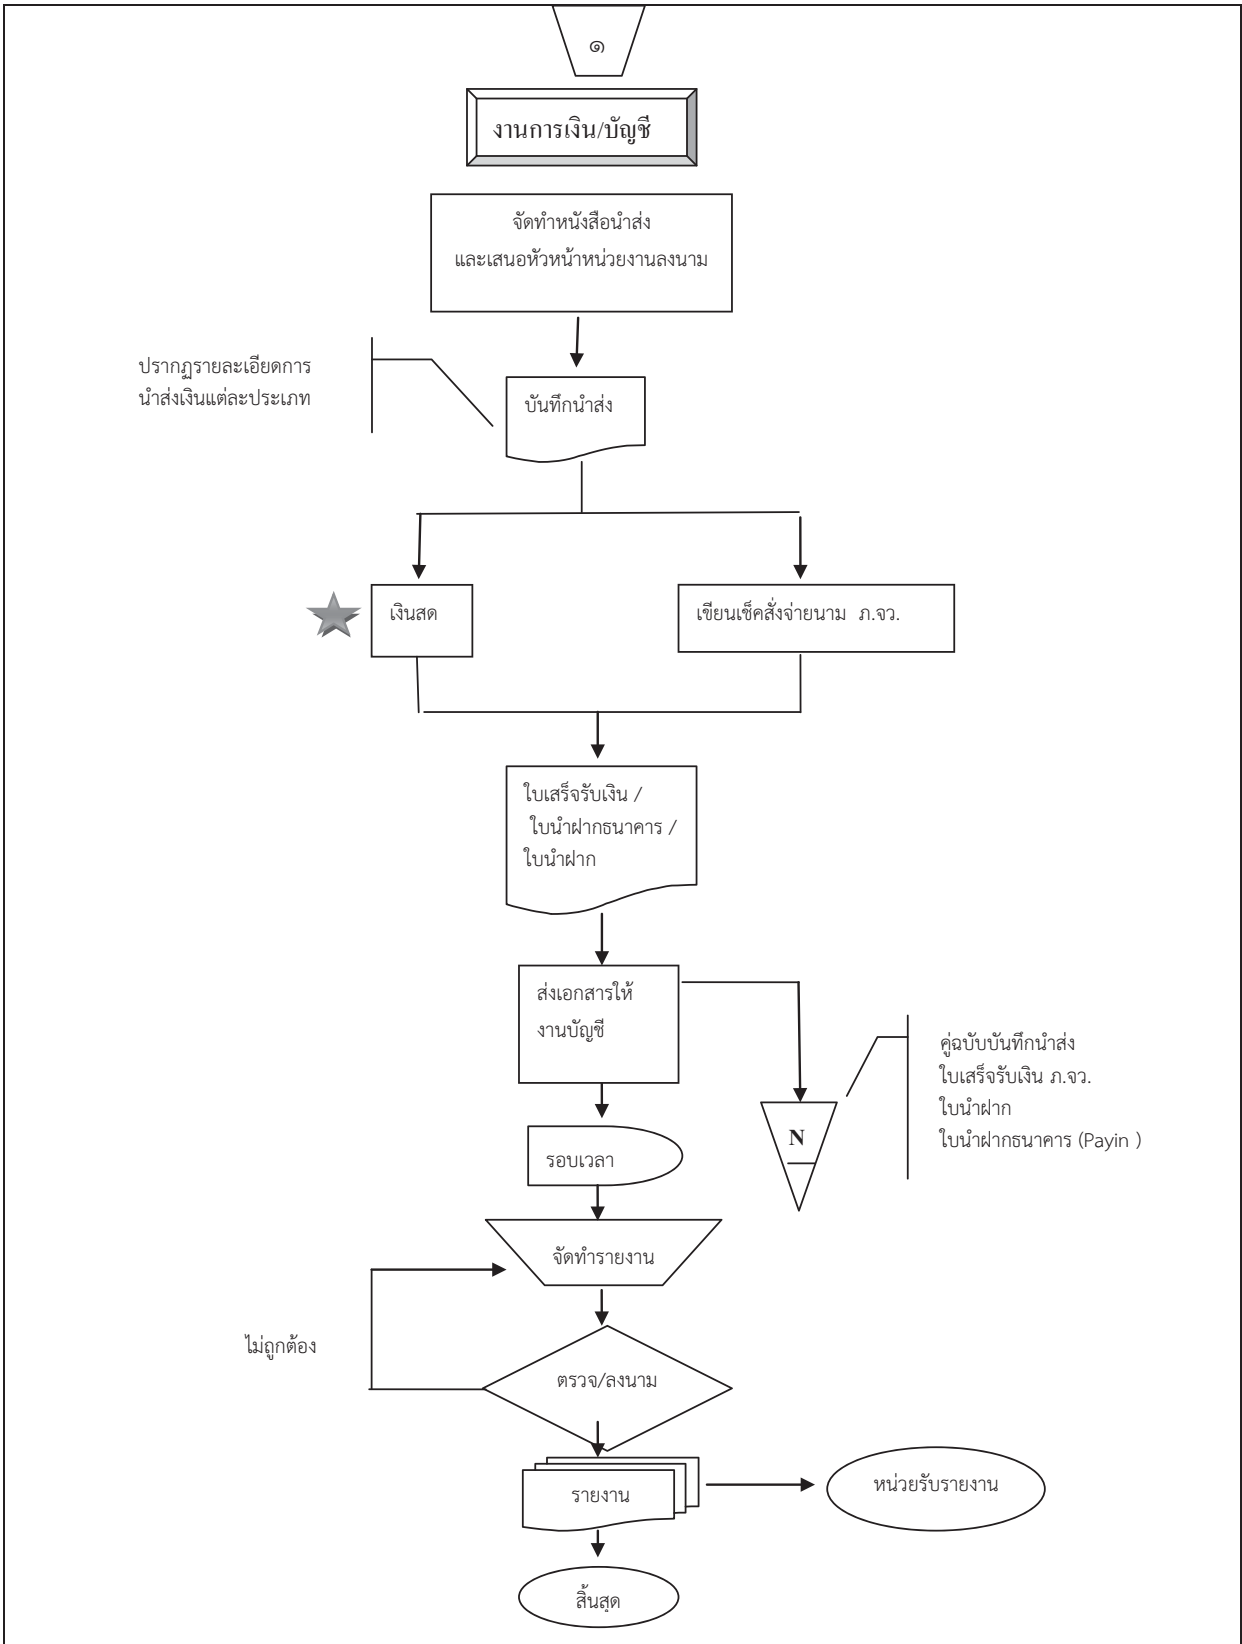 ๑
งานการเงิน/บัญชี
จัดทำหนังสือนำส่ง
และเสนอหัวหน้าหน่วยงานลงนาม
ปรากฏรายละเอียดการ
นำส่งเงินแต่ละประเภท
บันทึกนำส่ง
เงินสด
เขียนเช็คสั่งจ่ายนาม ภ.จว.
ใบเสร็จรับเงิน /
ใบนำฝากธนาคาร /
ใบนำฝาก
ส่งเอกสารให้
งานบัญชี
คู่ฉบับบันทึกนำส่ง
ใบเสร็จรับเงิน ภ.จว.
ใบนำฝาก
ใบนำฝากธนาคาร (Payin )
N
รอบเวลา
จัดทำรายงาน
ไม่ถูกต้อง
ตรวจ/ลงนาม
รายงาน
หน่วยรับรายงาน
สิ้นสุด